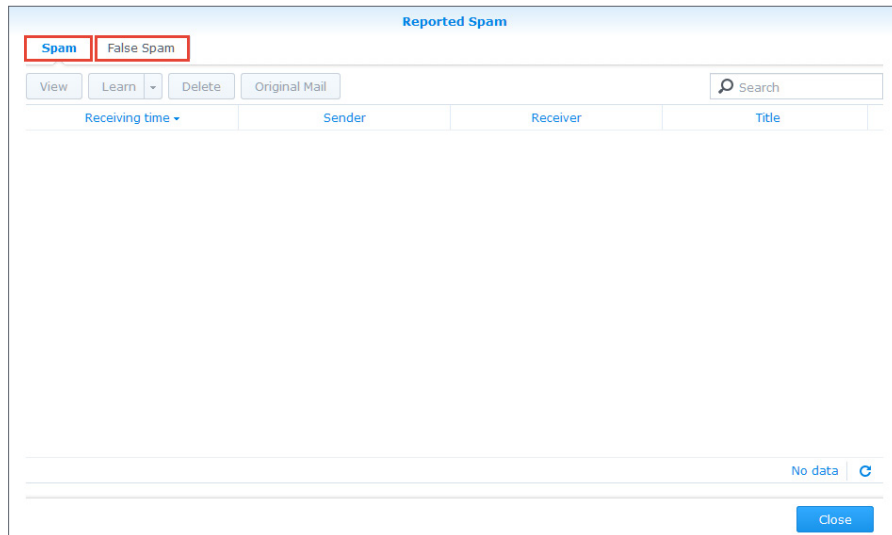 Reported Spam
Spam False Spam
View Learn Delete Original Mail Search
Receiving time Sender Receiver Title
No data
Close